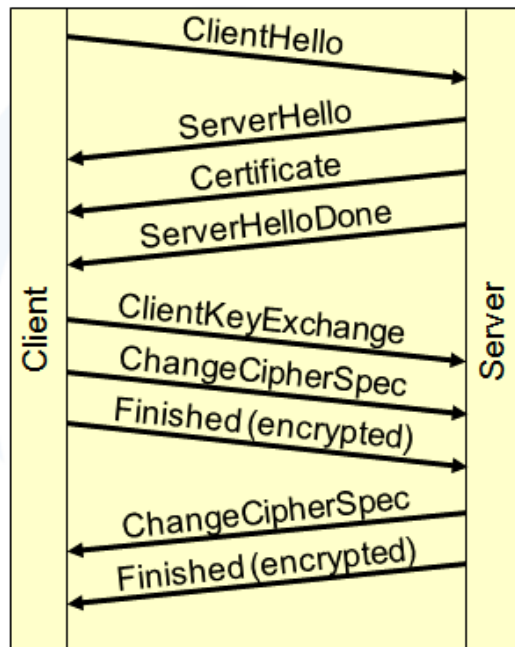 ClientHello
ServerHello
Certificate
ServerHelloDone
Client
ClientKeyExchange
Server
ChangeCipherSpec
Finished (encrypted)
ChangeCipherSpec
Finished (encrypted)